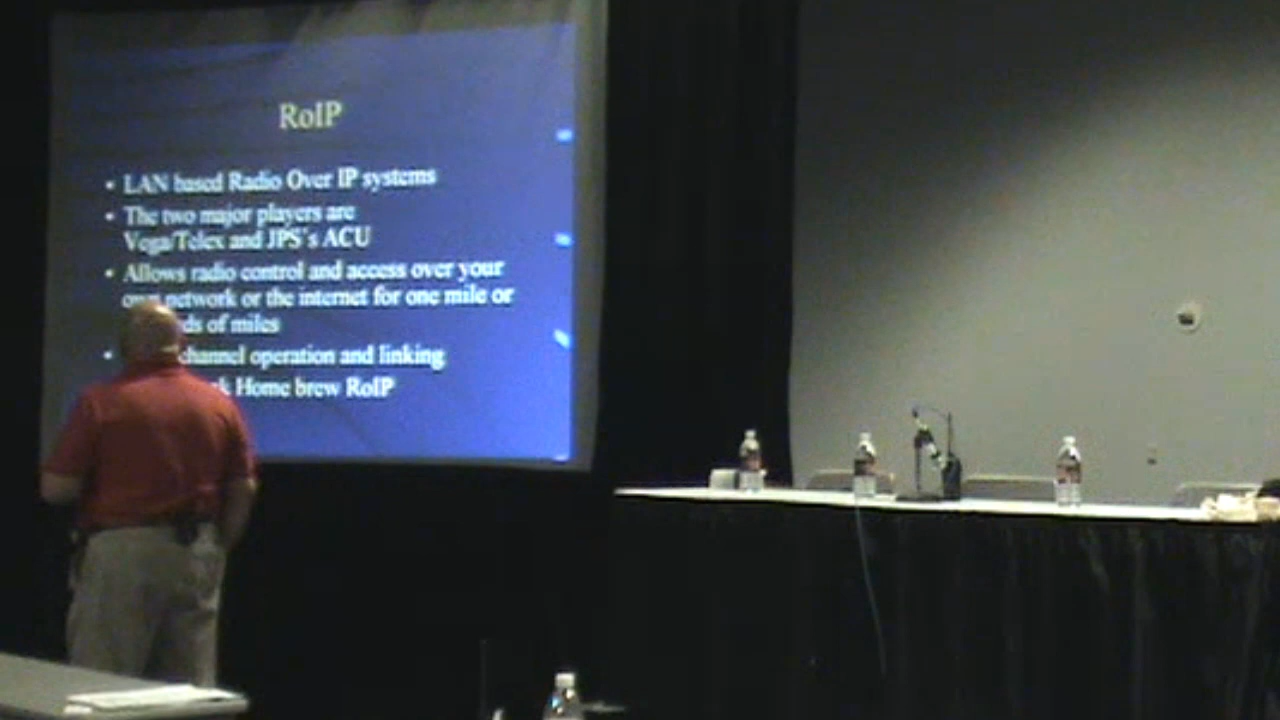 RoIP
• LAN based Radio Over IP systems
• The two major players are
Vega/Telex and JPS's ACU
• Allows radio control and access over your
own network or the internet for one mile or
ds of miles
• channel operation and linking
Home brew RoIP